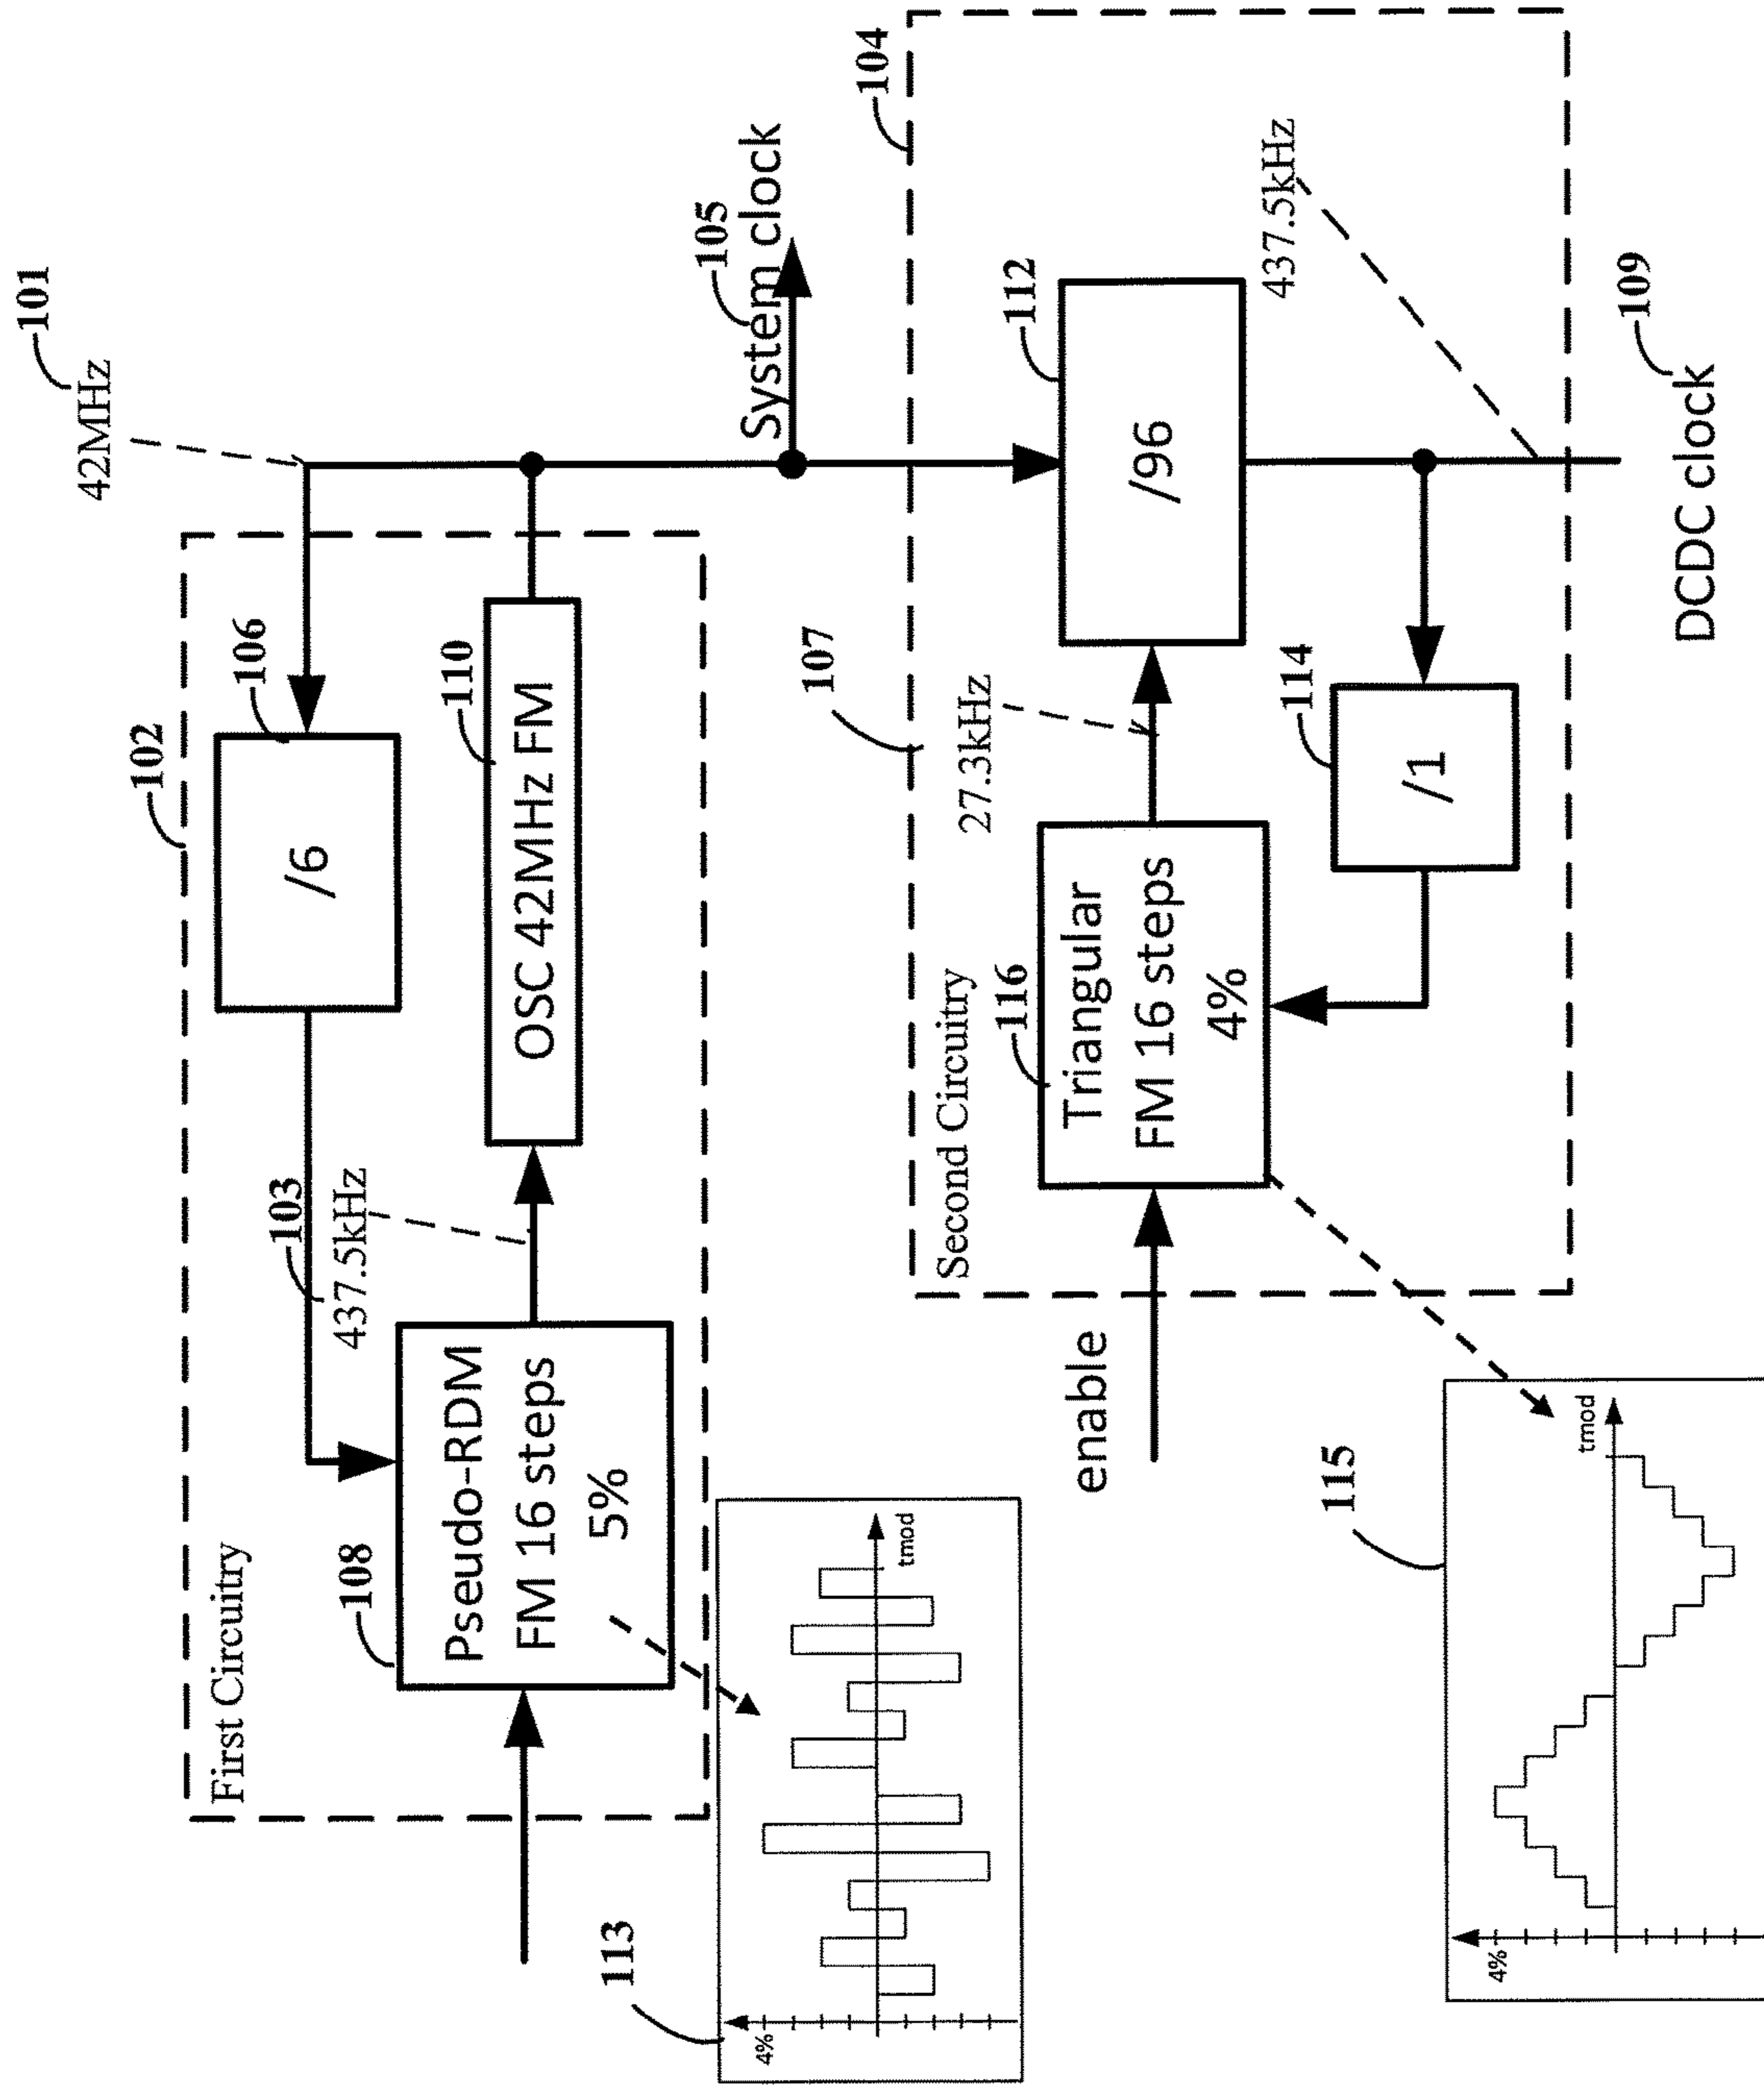 101
42MHz
102
First Circuitry
106
/6
103
437.5kHz
108
Pseudo-RDM
FM 16 steps
5%
110
OSC 42MHz FM
105
System clock
113
4%
tmod
104
107
Second Circuitry
enable
116
Triangular
FM 16 steps
4%
27.3kHz
112
/96
437.5kHz
114
/1
109
DCDC clock
115
4%
tmod